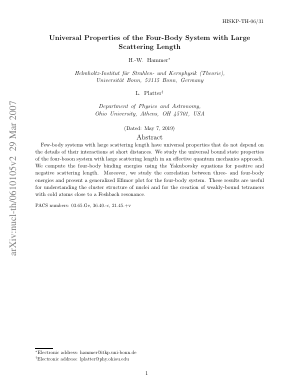 HISKP-TH-06/31
Universal Properties of the Four-Body System with Large
Scattering Length
H.-W. Hammer*
Helmholtz-Institut für Strahlen- und Kernphysik (Theorie),
Universität Bonn, 53115 Bonn, Germany
L. Platter†
Department of Physics and Astronomy,
Ohio University, Athens, OH 45701, USA
(Dated: May 7, 2019)
Abstract
Few-body systems with large scattering length have universal properties that do not depend on
the details of their interactions at short distances. We study the universal bound state properties
of the four-boson system with large scattering length in an effective quantum mechanics approach.
We compute the four-body binding energies using the Yakubovsky equations for positive and
negative scattering length. Moreover, we study the correlation between three- and four-body
energies and present a generalized Efimov plot for the four-body system. These results are useful
for understanding the cluster structure of nuclei and for the creation of weakly-bound tetramers
with cold atoms close to a Feshbach resonance.
PACS numbers: 03.65.Ge, 36.40.-c, 31.15.-x
*Electronic address: hammer@itkp.uni-bonn.de
†Electronic address: lplatter@phy.ohiou.edu
1
arXiv:nucl-th/0610105v2 29 Mar 2007